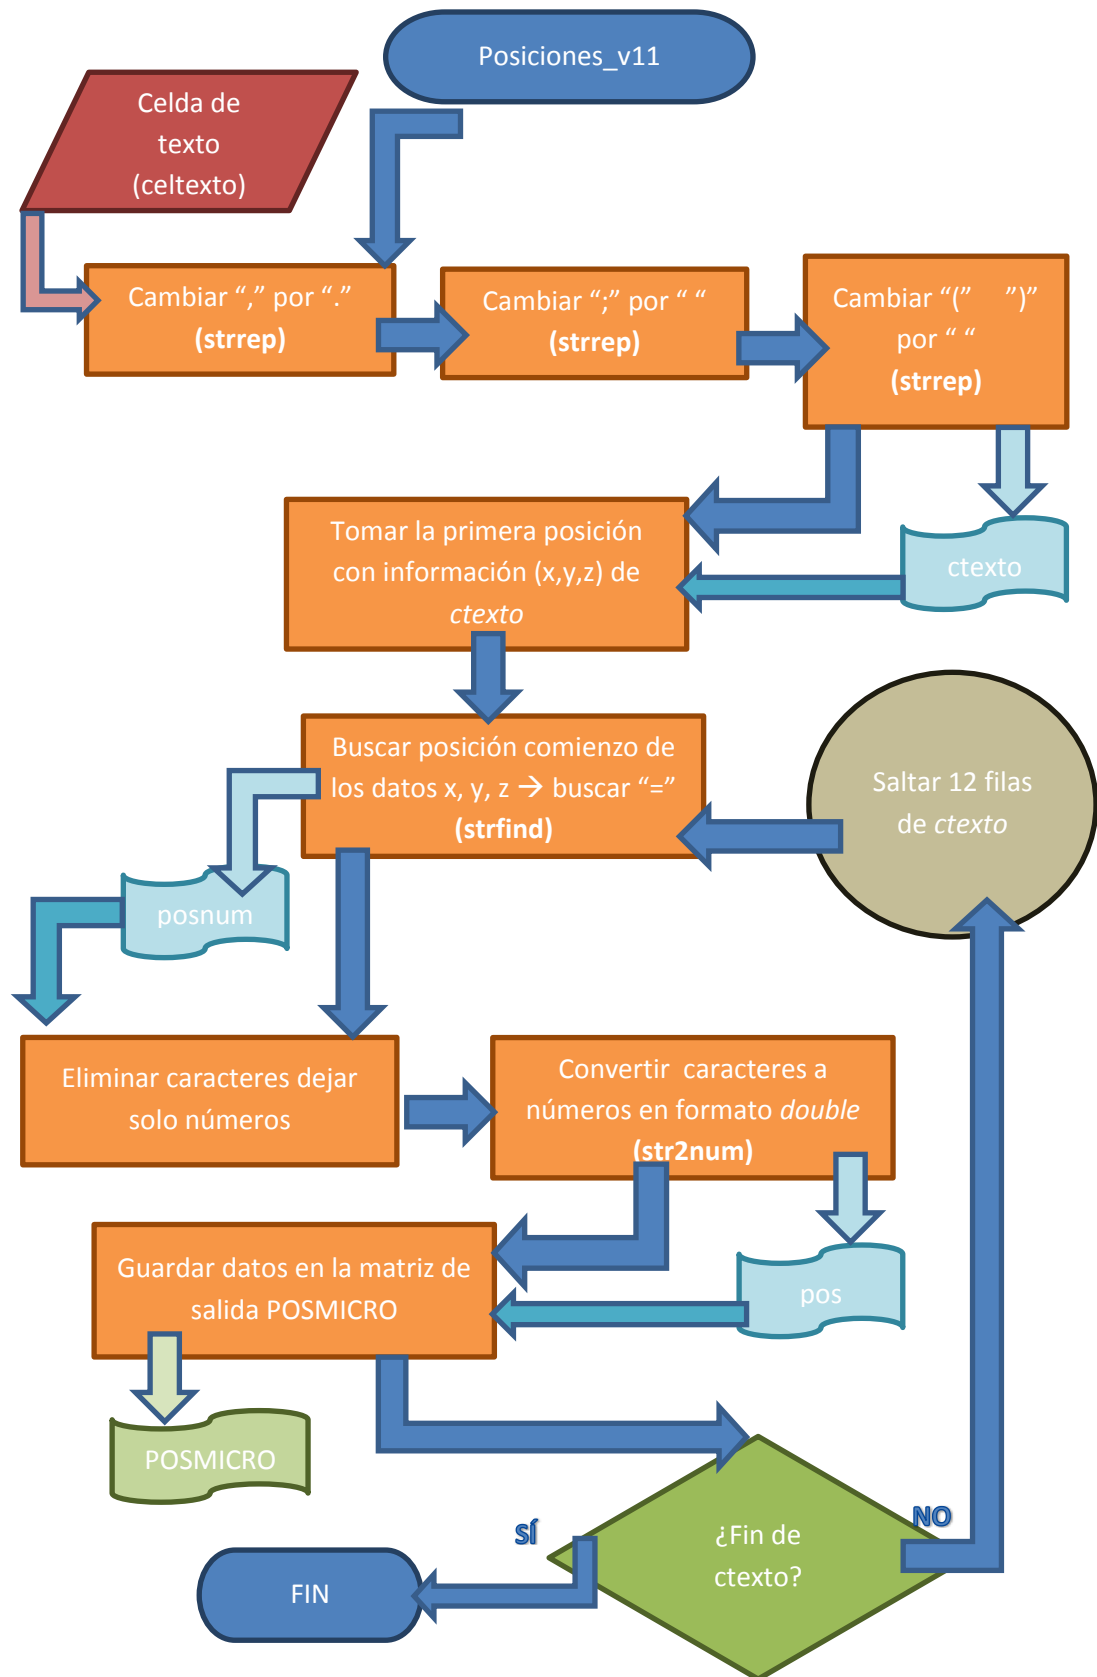 Posiciones_v11
Celda de
texto
(celtexto)
Cambiar “,” por “.”
(strrep)
Cambiar “;” por “ “
(strrep)
Cambiar “(” ”)”
por “ “
(strrep)
Tomar la primera posición
con información (x,y,z) de
ctexto
ctexto
Buscar posición comienzo de
los datos x, y, z → buscar “=”
(strfind)
Saltar 12 filas
de ctexto
posnum
Eliminar caracteres dejar
solo números
Convertir caracteres a
números en formato double
(str2num)
Guardar datos en la matriz de
salida POSMICRO
pos
POSMICRO
¿Fin de
ctexto?
SÍ
NO
FIN